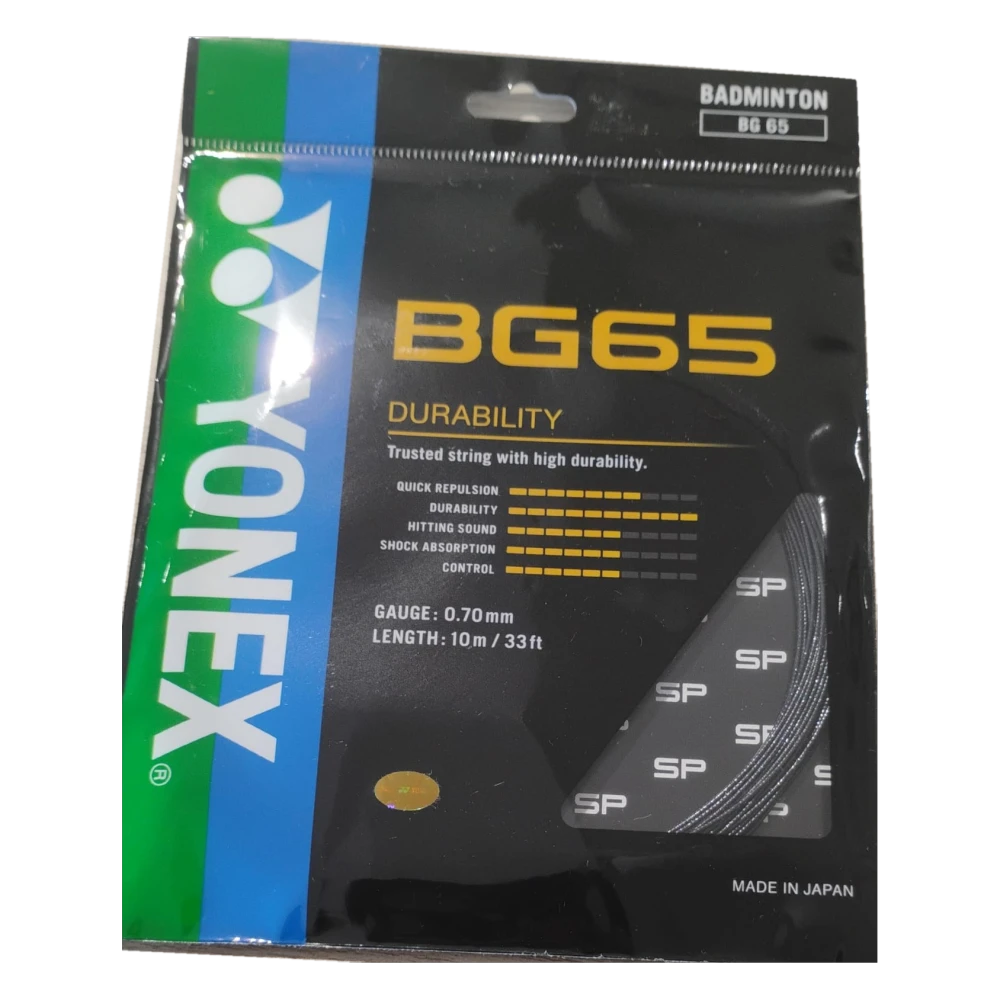 BADMINTON
BG 65
YONEX®
BG65
DURABILITY
Trusted string with high durability.
QUICK REPULSION
DURABILITY
HITTING SOUND
SHOCK ABSORPTION
CONTROL
GAUGE: 0.70mm
LENGTH: 10m / 33ft
SP
SP
SP
SP
SP
MADE IN JAPAN